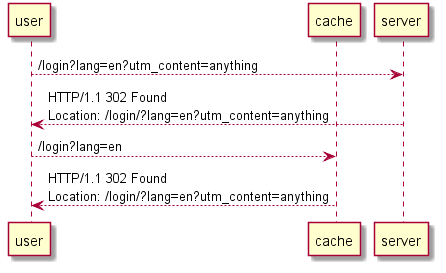 user cache server
/login?lang=en?utm_content=anything
HTTP/1.1 302 Found
Location: /login/?lang=en?utm_content=anything
/login?lang=en
HTTP/1.1 302 Found
Location: /login/?lang=en?utm_content=anything
user cache server